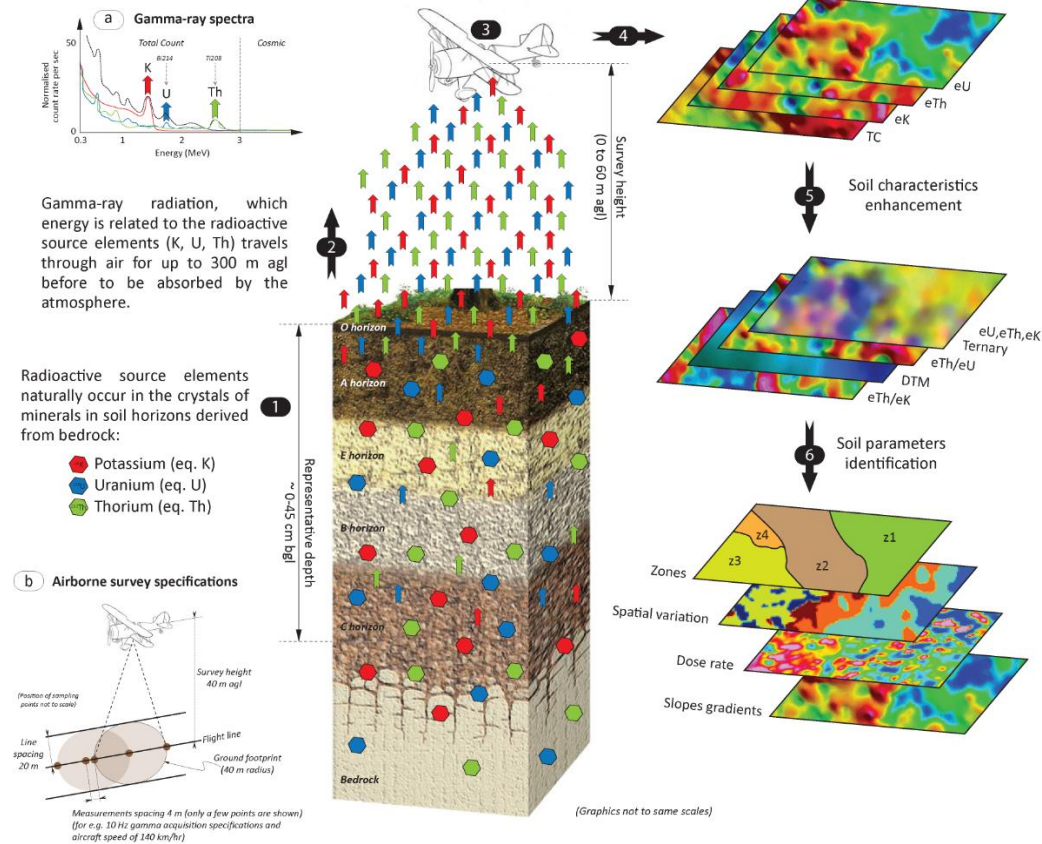 a
Gamma-ray spectra
50
Total Count
Cosmic
Bi214
Tl208
K
U
Th
Normalised
count rate per sec
0
0.3
1
2
3
Energy (MeV)
Gamma-ray radiation, which
energy is related to the radioactive
source elements (K, U, Th) travels
through air for up to 300 m agl
before to be absorbed by the
atmosphere.
Radioactive source elements
naturally occur in the crystals of
minerals in soil horizons derived
from bedrock:
Potassium (eq. K)
Uranium (eq. U)
Thorium (eq. Th)
b
Airborne survey specifications
Survey height
40 m agl
(Position of sampling
points not to scale)
Flight line
Line
spacing
20 m
Ground footprint
(40 m radius)
Measurements spacing 4 m (only a few points are shown)
(for e.g. 10 Hz gamma acquisition specifications and
aircraft speed of 140 km/hr)
1
Representative depth
~ 0-45 cm bgl
2
3
Survey height
(0 to 60 m agl)
O horizon
A horizon
E horizon
B horizon
C horizon
Bedrock
(Graphics not to same scales)
4
eU
eTh
eK
TC
5
Soil characteristics
enhancement
eU,eTh,eK
Ternary
eTh/eU
DTM
eTh/eK
6
Soil parameters
identification
z1
z2
z3
z4
Zones
Spatial variation
Dose rate
Slopes gradients